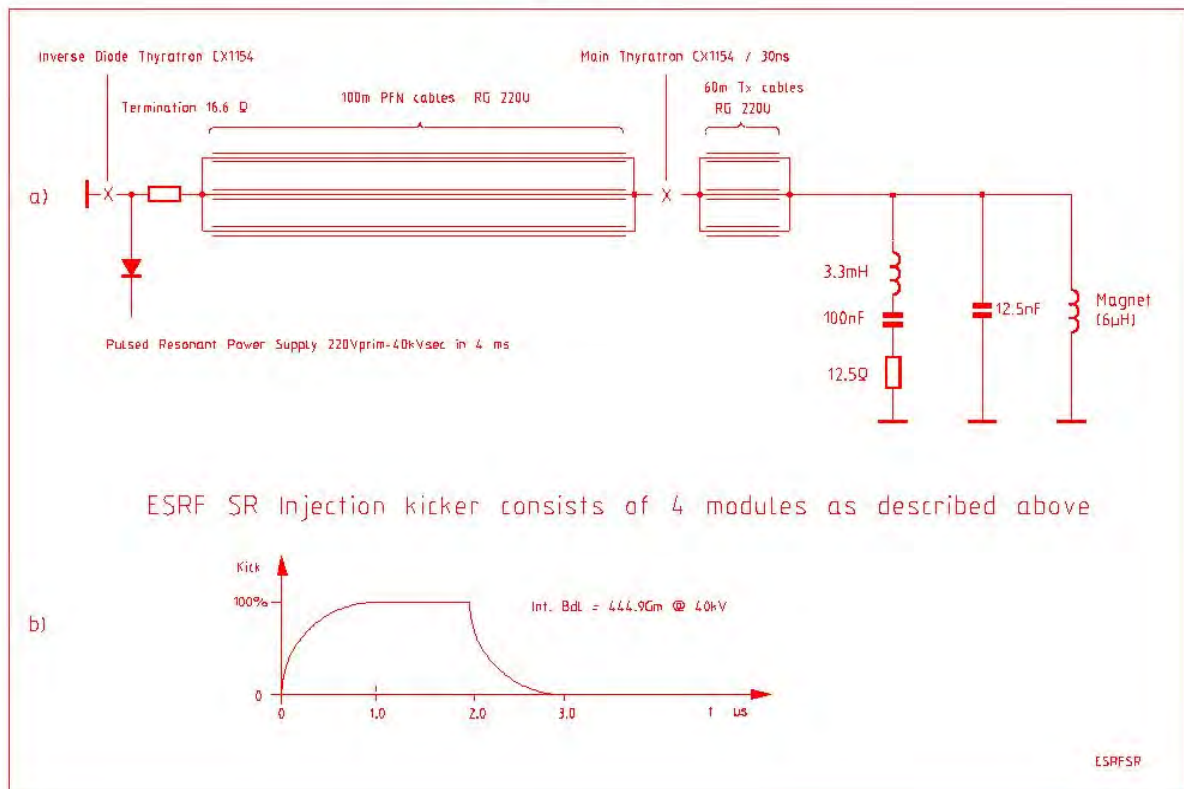 Inverse Diode Thyratron CX1154
Main Thyratron CX1154 / 30ns
Termination 16.6 Ω
100m PFN cables RG 220U
60m Tx cables
RG 220U
a)
3.3mH
100nF
12.5Ω
12.5nF
Magnet
(6μH)
Pulsed Resonant Power Supply 220Vprim-40kVsec in 4 ms
ESRF SR Injection kicker consists of 4 modules as described above
b)
Kick
100%
Int. BdL = 444.9Gm @ 40kV
0
0 1.0 2.0 3.0 t us
ESRFSR